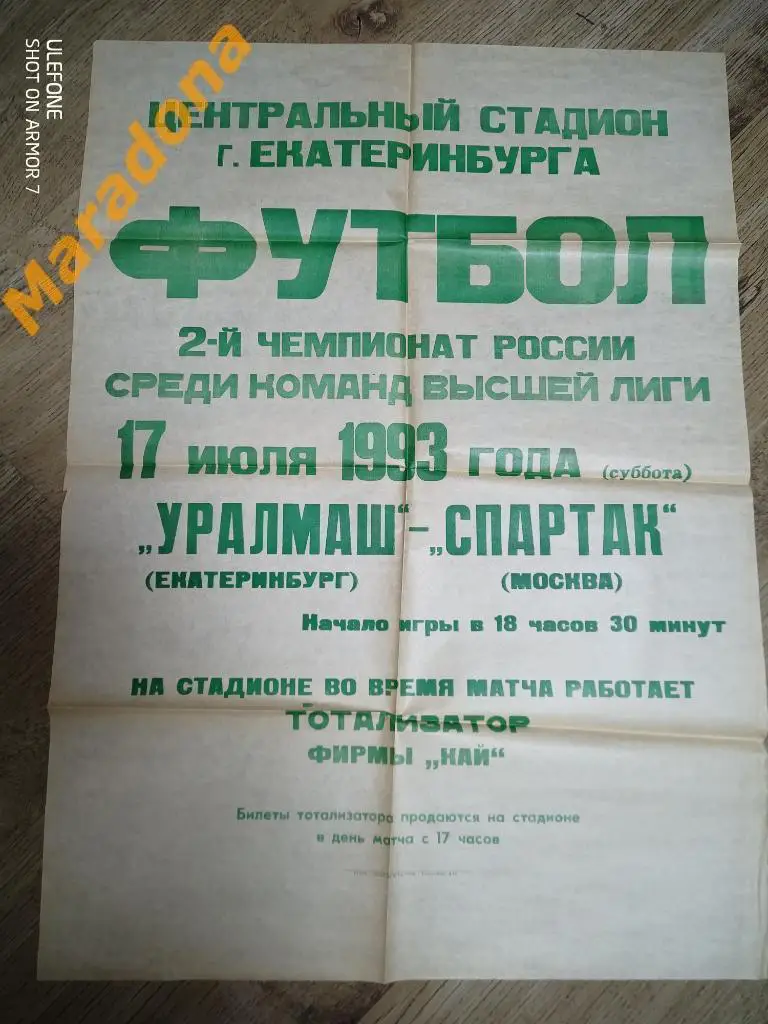 ULEFONE
SHOT ON ARMOR 7
Maradona
ЦЕНТРАЛЬНЫЙ СТАДИОН
г. ЕКАТЕРИНБУРГА
ФУТБОЛ
2-Й ЧЕМПИОНАТ РОССИИ
СРЕДИ КОМАНД ВЫСШЕЙ ЛИГИ
17 ИЮЛЯ 1993 ГОДА (суббота)
„УРАЛМАШ“ – „СПАРТАК“
(ЕКАТЕРИНБУРГ) (МОСКВА)
Начало игры в 18 часов 30 минут
НА СТАДИОНЕ ВО ВРЕМЯ МАТЧА РАБОТАЕТ
ТОТАЛИЗАТОР
ФИРМЫ „КАЙ“
Билеты тотализатора продаются на стадионе
в день матча с 17 часов